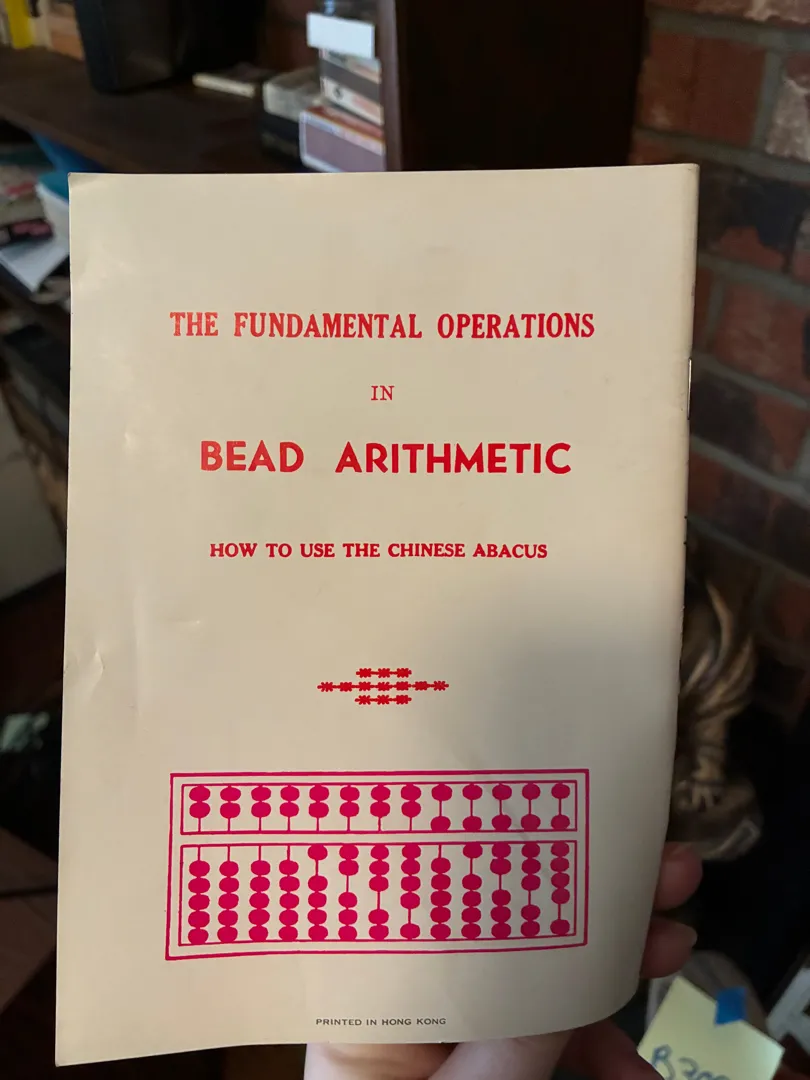 THE FUNDAMENTAL OPERATIONS
IN
BEAD ARITHMETIC
HOW TO USE THE CHINESE ABACUS
PRINTED IN HONG KONG